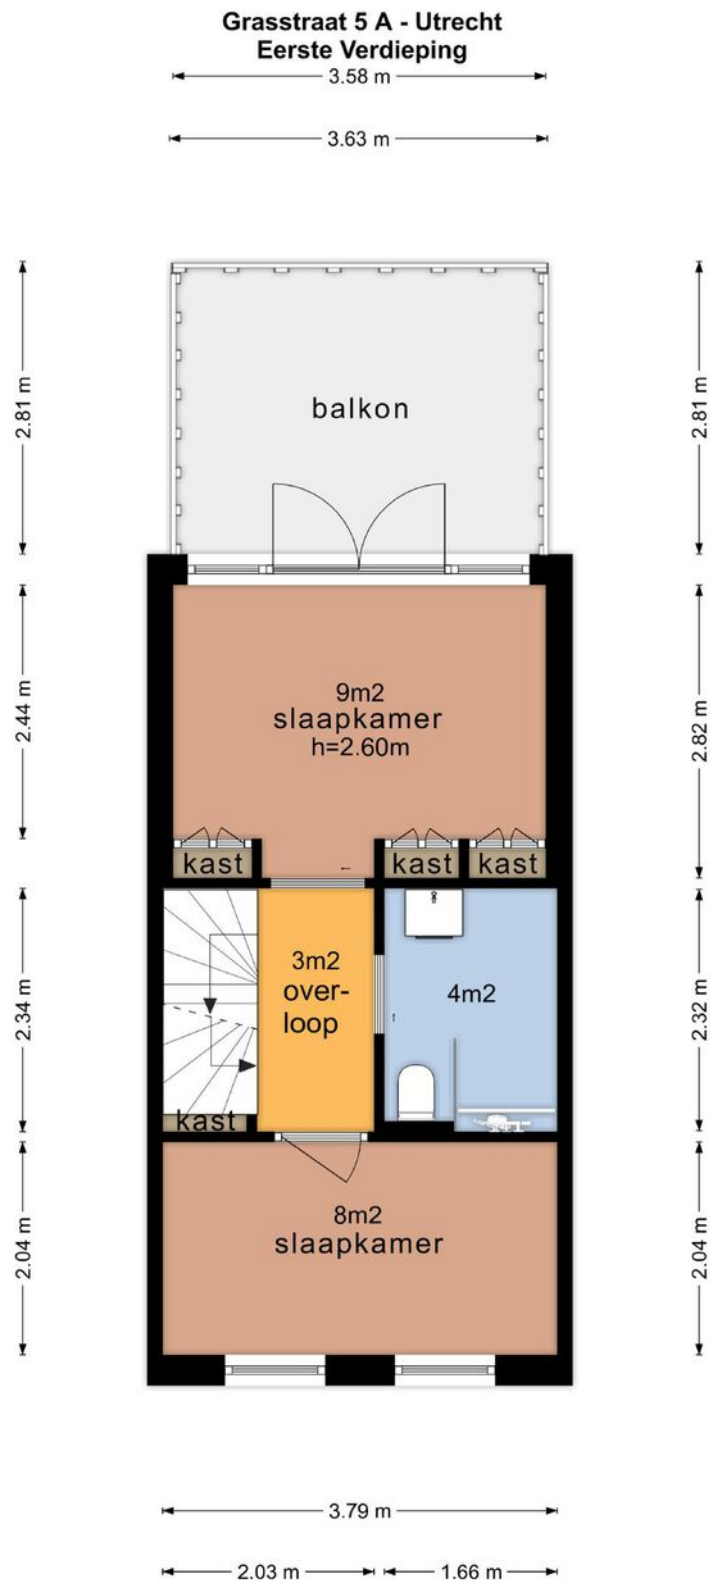 Grasstraat 5 A - Utrecht
Eerste Verdieping
3.58 m
3.63 m
2.81 m
2.81 m
balkon
9m2
slaapkamer
h=2.60m
2.44 m
2.82 m
kast
kast
kast
3m2
over-
loop
4m2
2.34 m
2.32 m
kast
8m2
slaapkamer
2.04 m
2.04 m
3.79 m
2.03 m
1.66 m